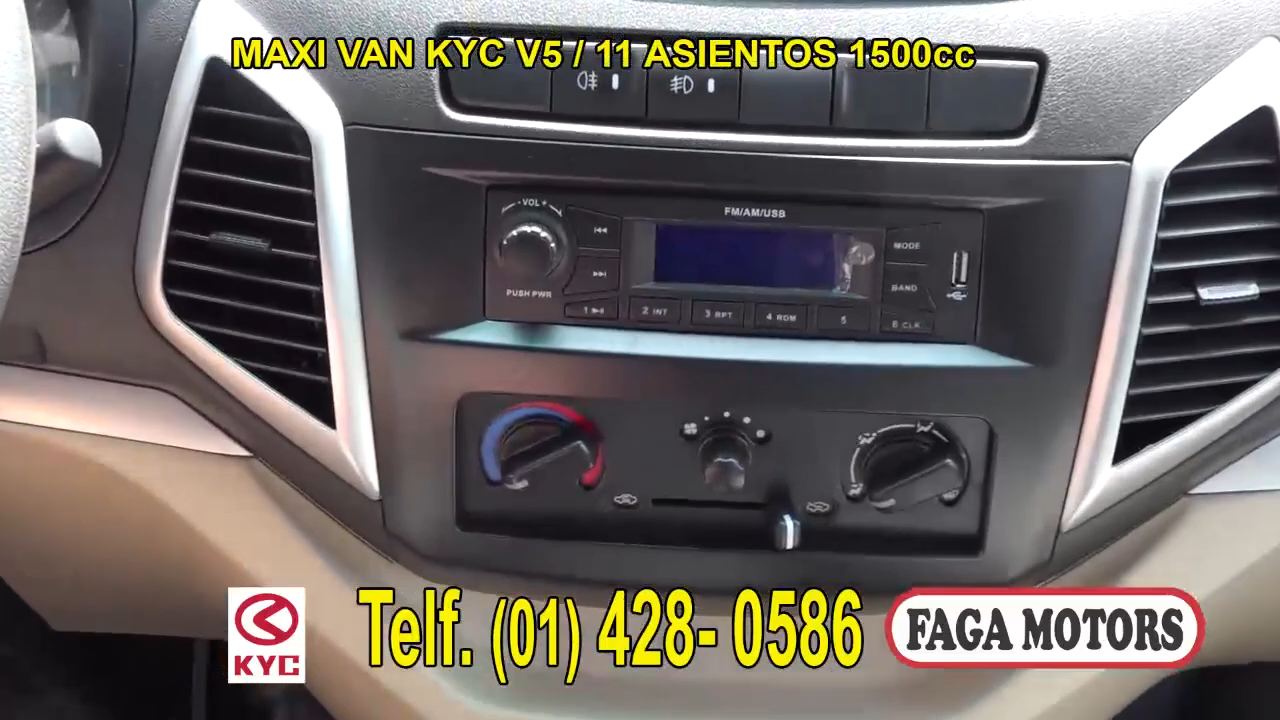 MAXI VAN KYC V5 / 11 ASIENTOS 1500cc
- VOL +
FM/AM/USB
MODE
BAND
PUSH PWR
1
2 INT
3 RPT
4 RDM
5
6 CLK
KYC
Telf. (01) 428- 0586
FAGA MOTORS